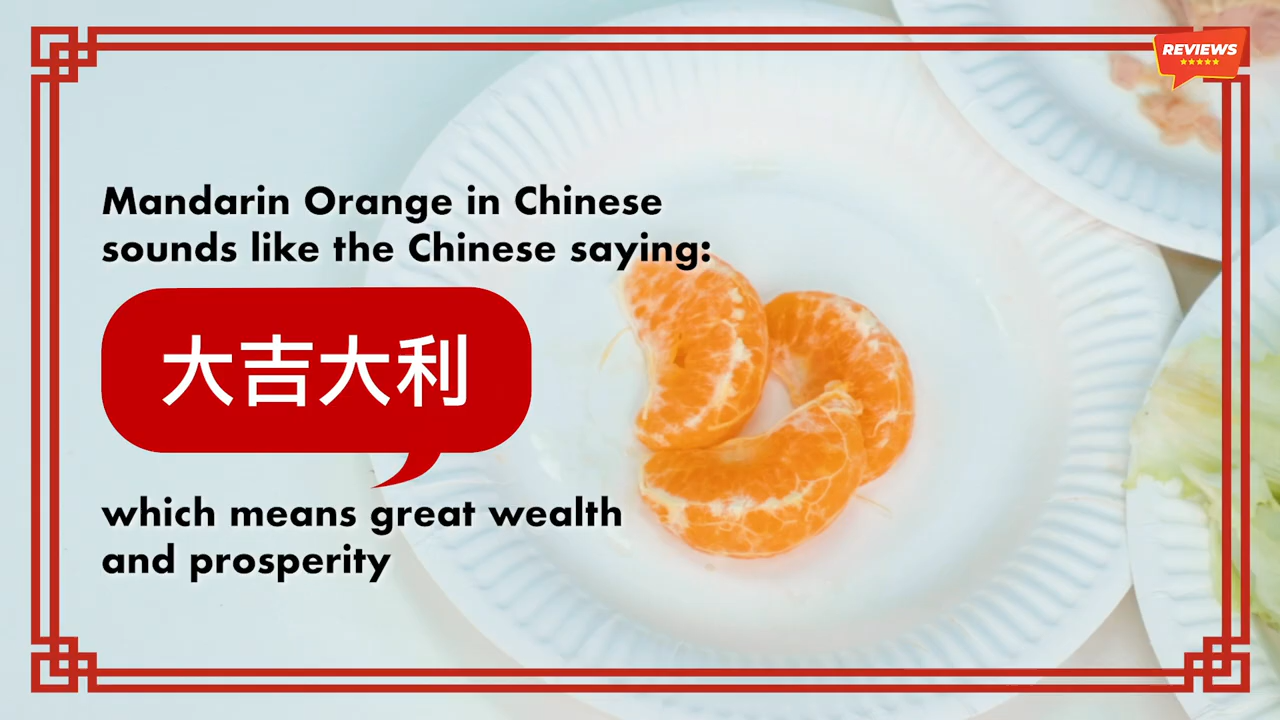 REVIEWS
Mandarin Orange in Chinese
sounds like the Chinese saying:
大吉大利
which means great wealth
and prosperity